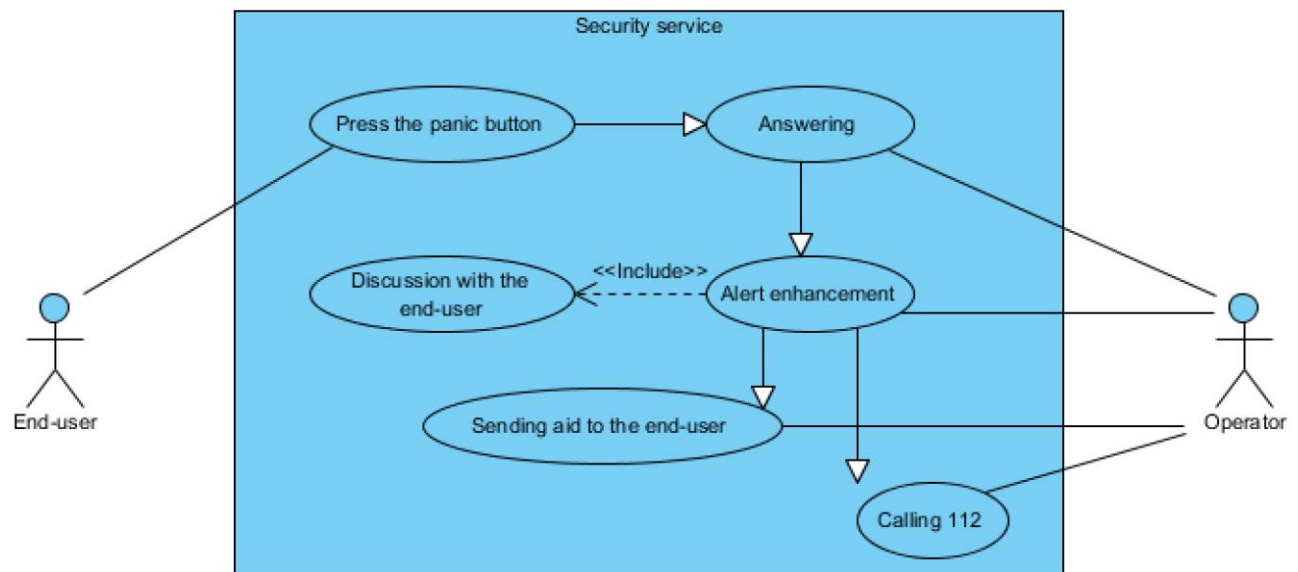 Security service
Press the panic button
Answering
Discussion with the
end-user
<<Include>>
Alert enhancement
End-user
Sending aid to the end-user
Operator
Calling 112